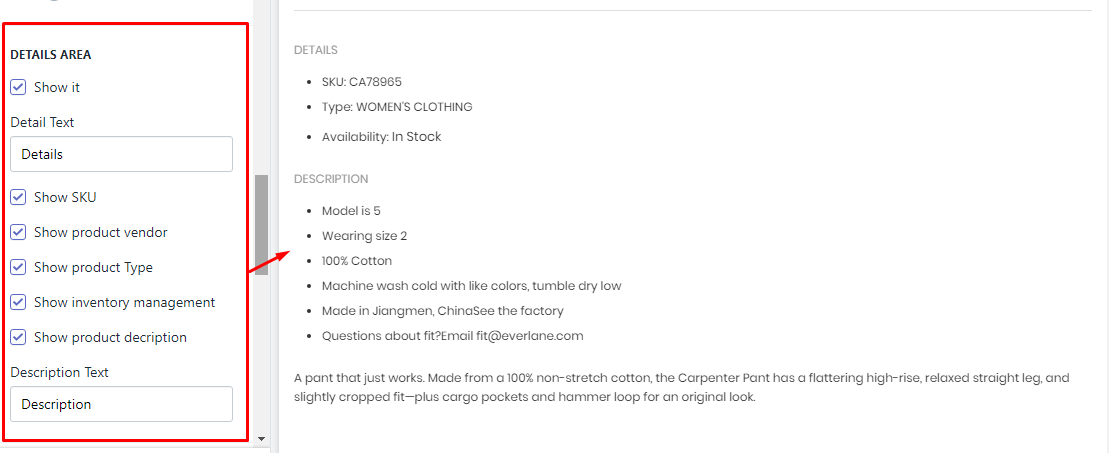 DETAILS AREA
Show it
Detail Text
Details
Show SKU
Show product vendor
Show product Type
Show inventory management
Show product decription
Description Text
Description
DETAILS
SKU: CA78965
Type: WOMEN'S CLOTHING
Availability: In Stock
DESCRIPTION
Model is 5
Wearing size 2
100% Cotton
Machine wash cold with like colors, tumble dry low
Made in Jiangmen, ChinaSee the factory
Questions about fit?Email fit@everlane.com
A pant that just works. Made from a 100% non-stretch cotton, the Carpenter Pant has a flattering high-rise, relaxed straight leg, and
slightly cropped fit—plus cargo pockets and hammer loop for an original look.